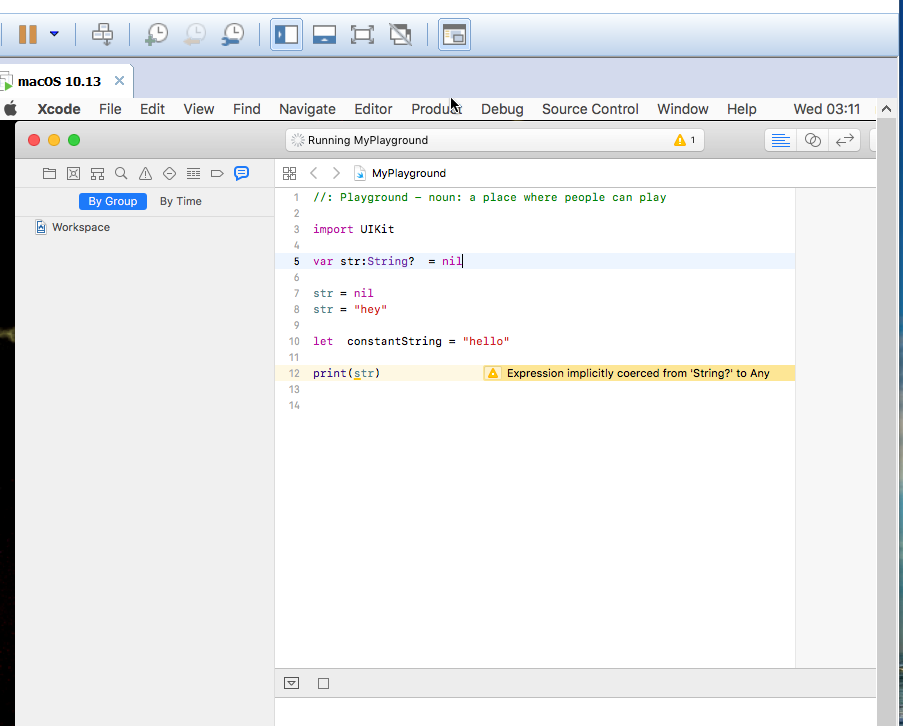 macOS 10.13 ×
Xcode File Edit View Find Navigate Editor Product Debug Source Control Window Help Wed 03:11
Running MyPlayground 1
MyPlayground
By Group By Time
Workspace
1 //: Playground - noun: a place where people can play
2
3 import UIKit
4
5 var str:String?  = nil
6
7 str = nil
8 str = "hey"
9
10 let  constantString = "hello"
11
12 print(str) Expression implicitly coerced from 'String?' to Any
13
14